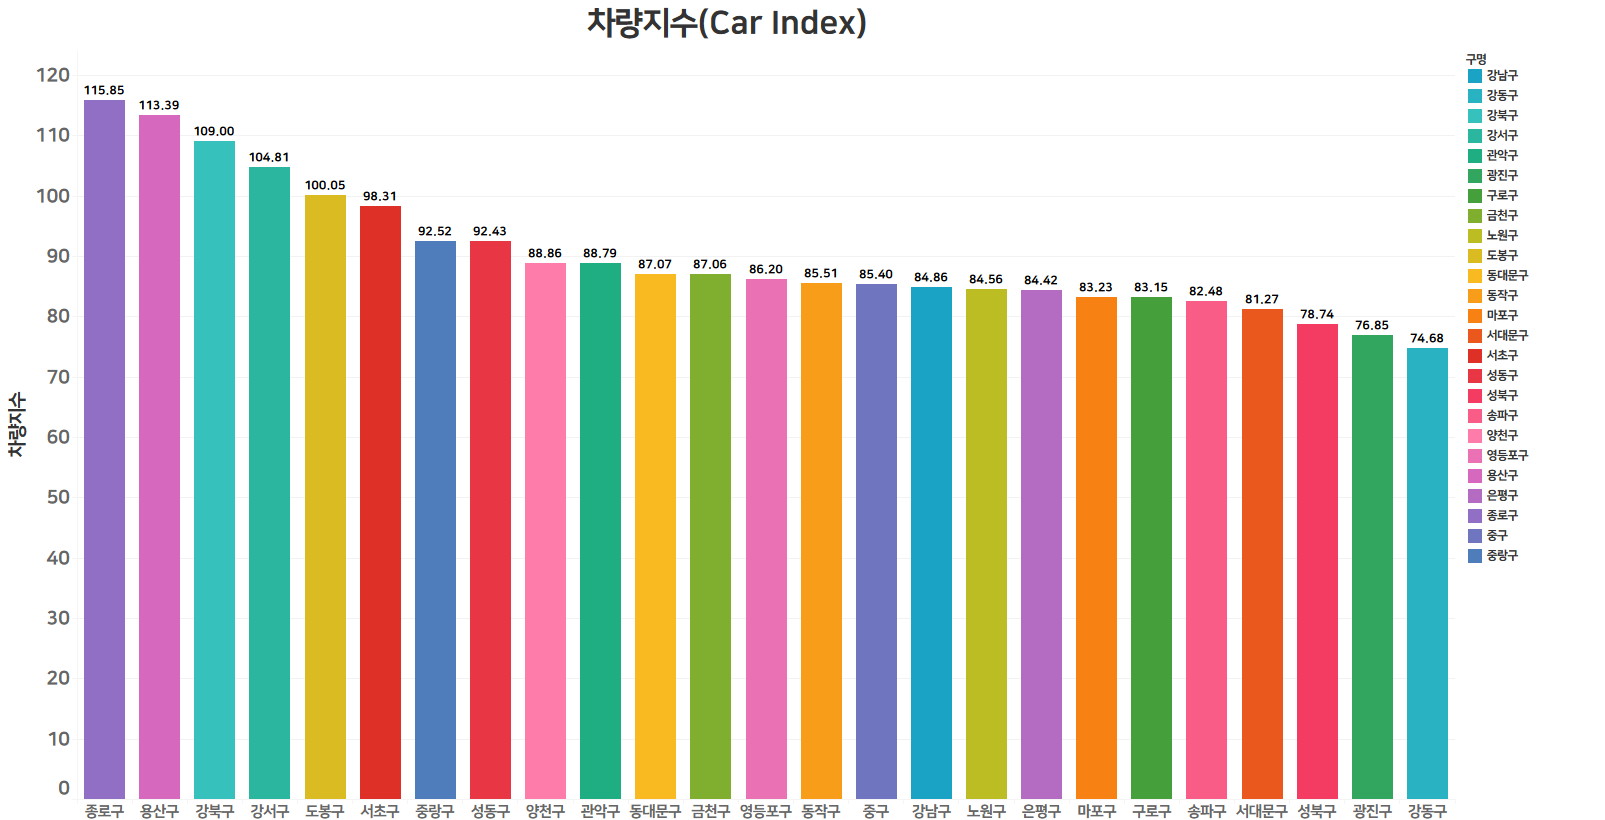 차량지수(Car Index)
구명
강남구
강동구
강북구
강서구
관악구
광진구
구로구
금천구
노원구
도봉구
동대문구
동작구
마포구
서대문구
서초구
성동구
성북구
송파구
양천구
영등포구
용산구
은평구
종로구
중구
중랑구
차량지수
120
110
100
90
80
70
60
50
40
30
20
10
0
115.85
113.39
109.00
104.81
100.05
98.31
92.52
92.43
88.86
88.79
87.07
87.06
86.20
85.51
85.40
84.86
84.56
84.42
83.23
83.15
82.48
81.27
78.74
76.85
74.68
종로구 용산구 강북구 강서구 도봉구 서초구 중랑구 성동구 양천구 관악구 동대문구 금천구 영등포구 동작구 중구 강남구 노원구 은평구 마포구 구로구 송파구 서대문구 성북구 광진구 강동구